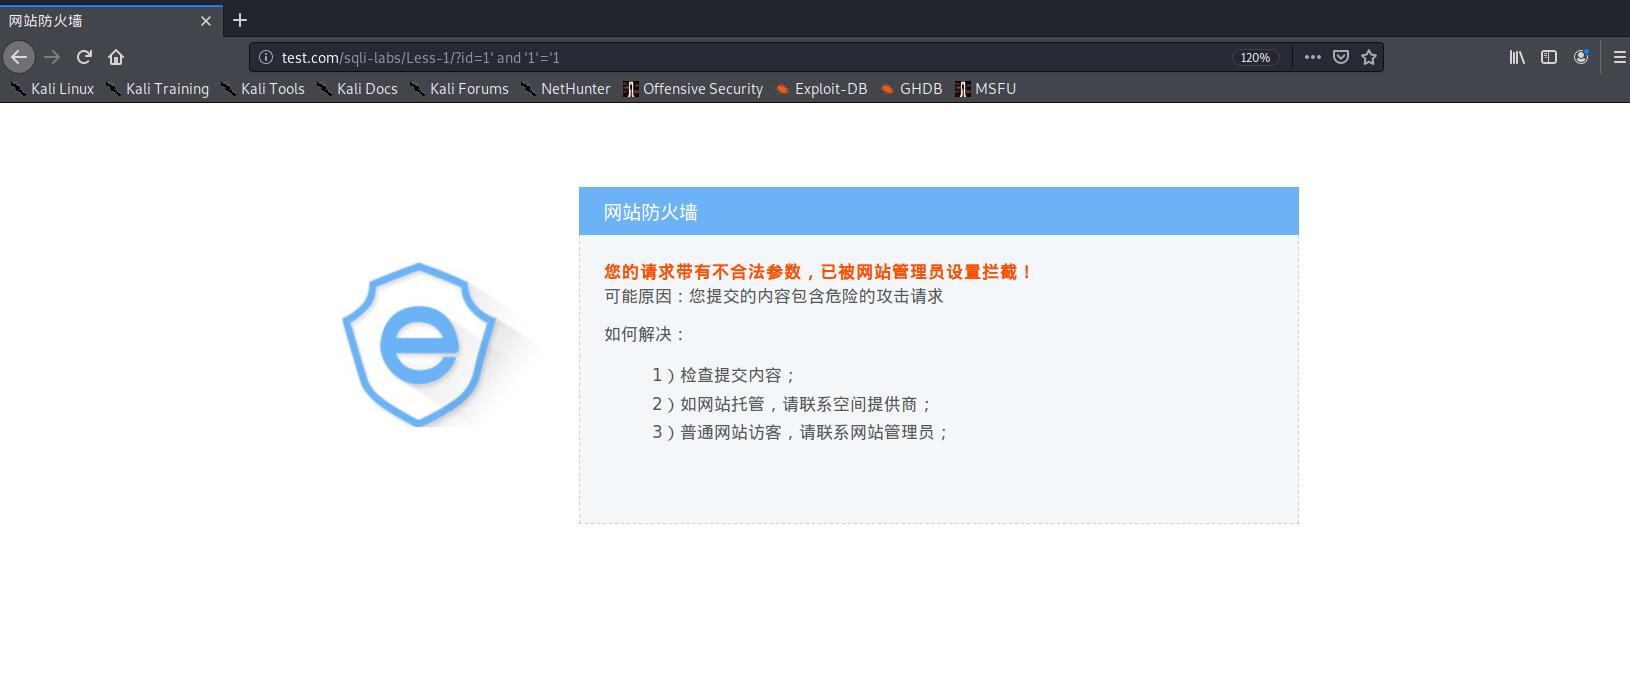 网站防火墙
test.com/sqli-labs/Less-1/?id=1' and '1'='1
120%
Kali Linux Kali Training Kali Tools Kali Docs Kali Forums NetHunter Offensive Security Exploit-DB GHDB MSFU
网站防火墙
您的请求带有不合法参数，已被网站管理员设置拦截！
可能原因：您提交的内容包含危险的攻击请求
如何解决：
1）检查提交内容；
2）如网站托管，请联系空间提供商；
3）普通网站访客，请联系网站管理员；